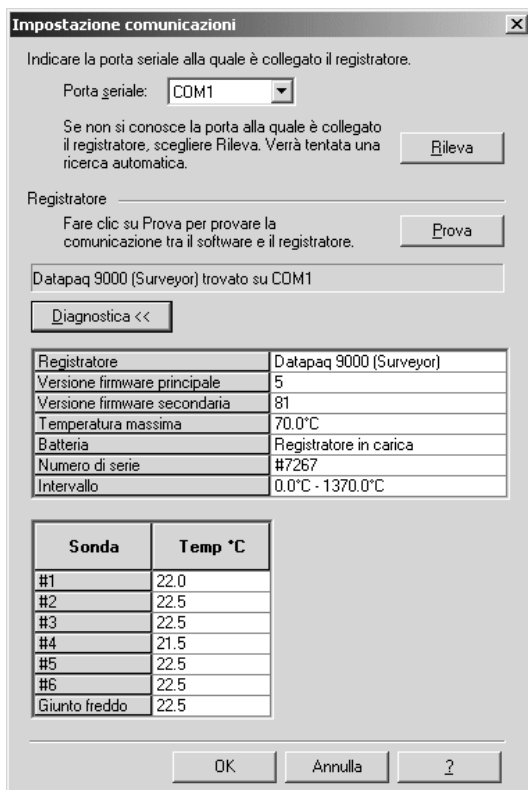 Impostazione comunicazioni
Indicare la porta seriale alla quale è collegato il registratore.
Porta seriale: COM1
Se non si conosce la porta alla quale è collegato
il registratore, scegliere Rileva. Verrà tentata una
ricerca automatica.
Rileva
Registratore
Fare clic su Prova per provare la
comunicazione tra il software e il registratore.
Prova
Datapaq 9000 (Surveyor) trovato su COM1
Diagnostica <<
Registratore Datapaq 9000 (Surveyor)
Versione firmware principale 5
Versione firmware secondaria 81
Temperatura massima 70.0°C
Batteria Registratore in carica
Numero di serie #7267
Intervallo 0.0°C - 1370.0°C
Sonda Temp °C
#1 22.0
#2 22.5
#3 22.5
#4 21.5
#5 22.5
#6 22.5
Giunto freddo 22.5
OK Annulla ?